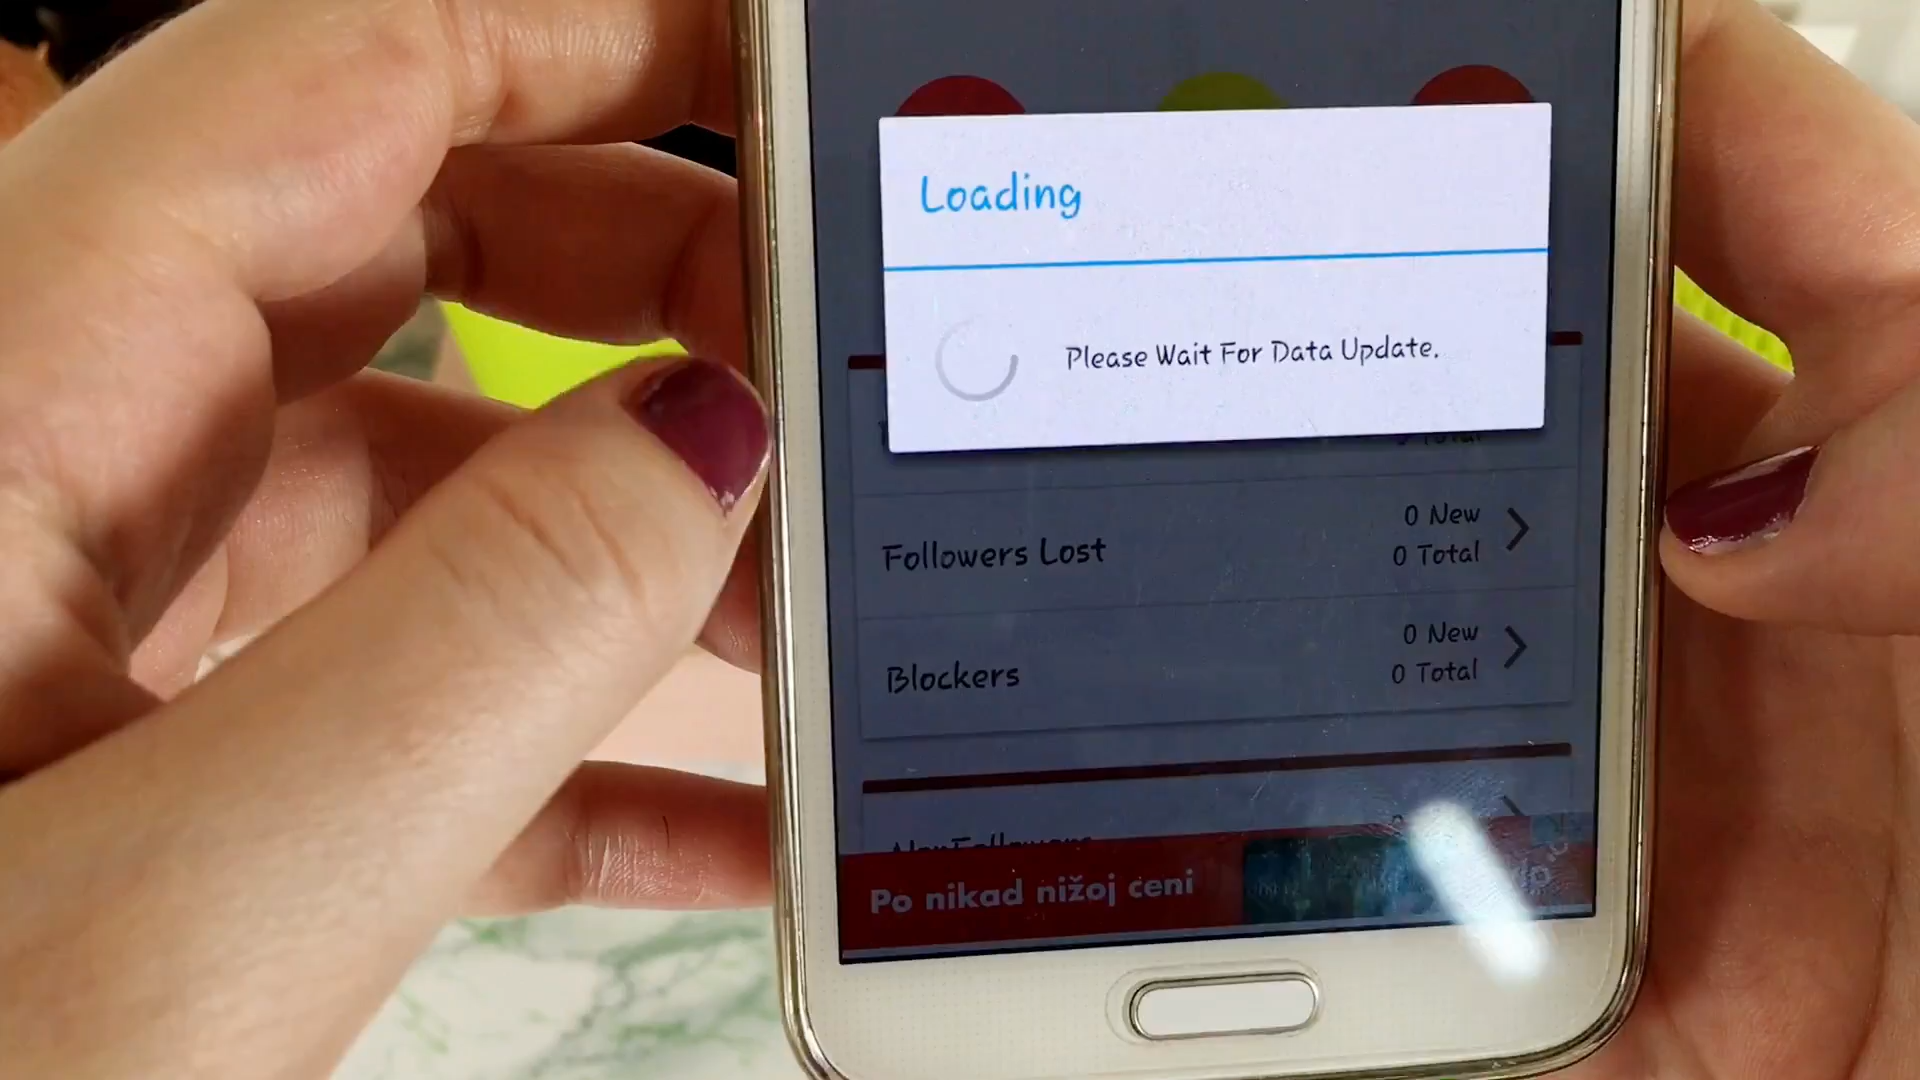 Loading
Please Wait For Data Update.
0 New
Followers Lost
0 Total
0 New
Blockers
0 Total
Po nikad nižoj ceni